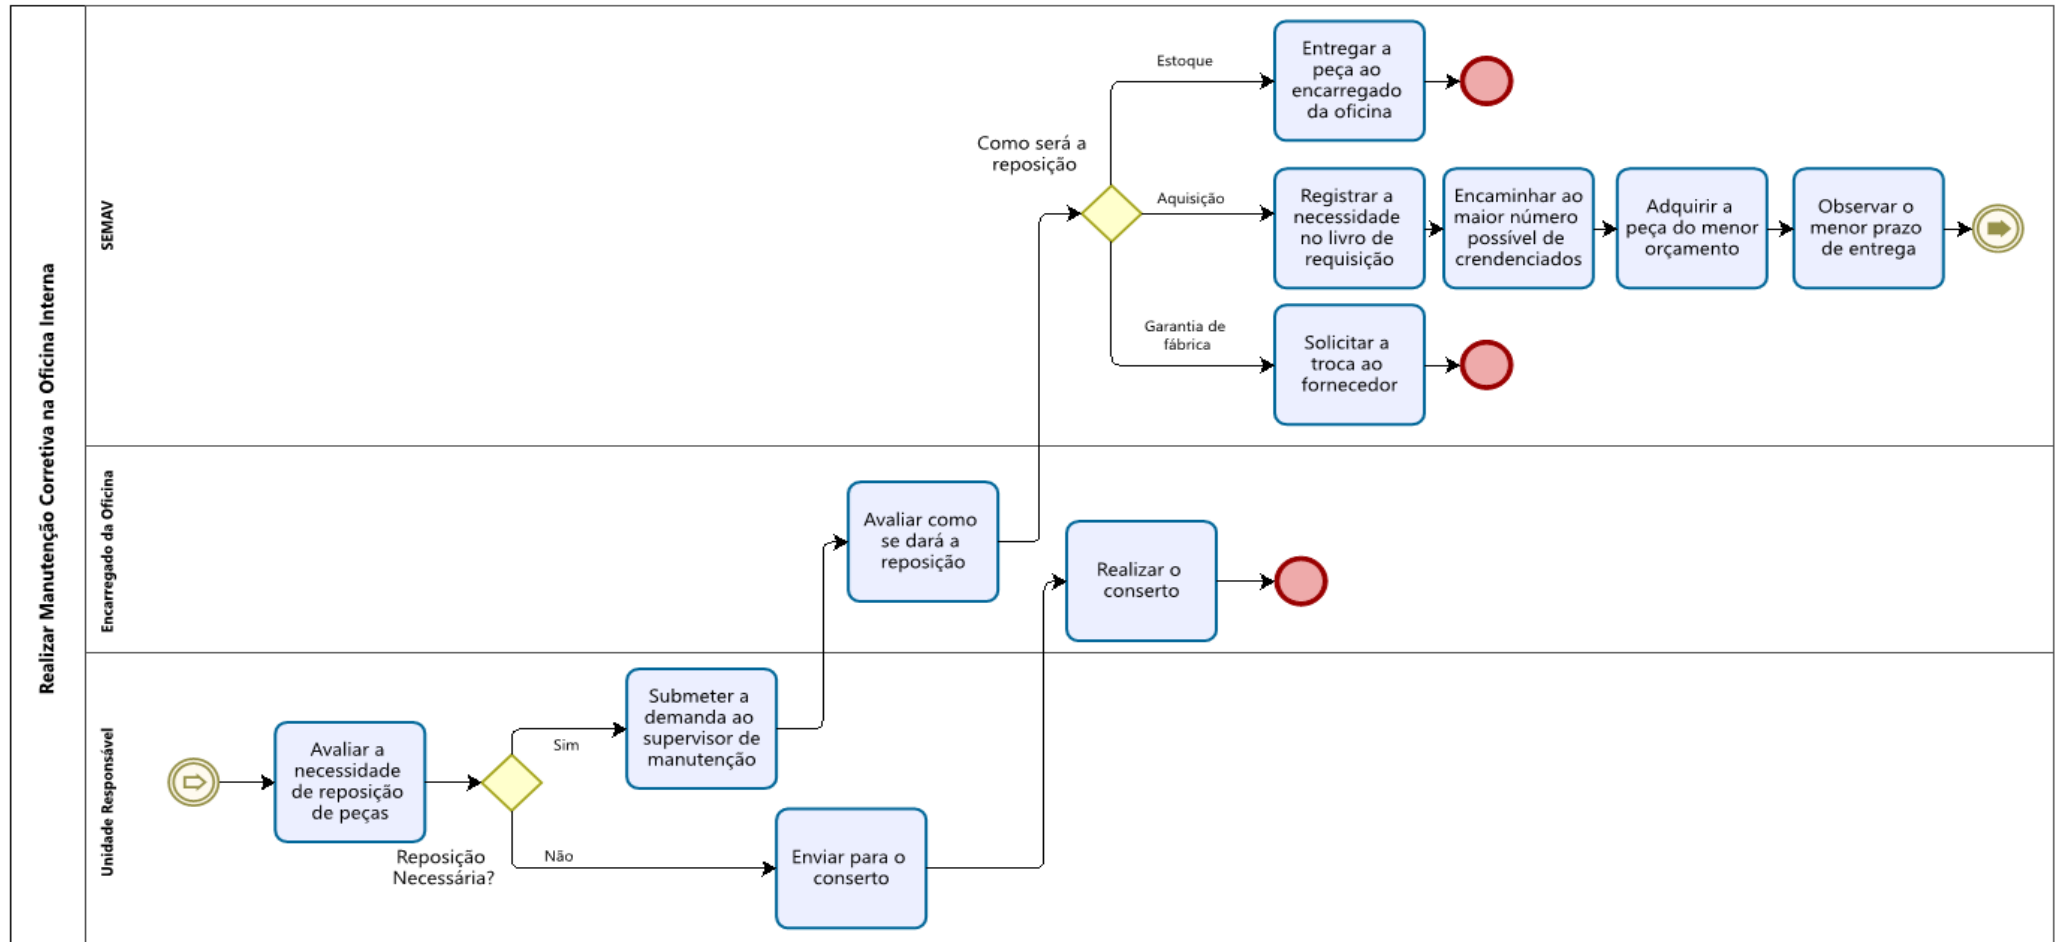 Realizar Manutenção Corretiva na Oficina Interna
SEMAV
Como será a
reposição
Estoque
Entregar a
peça ao
encarregado
da oficina
Aquisição
Registrar a
necessidade
no livro de
requisição
Encaminhar ao
maior número
possível de
crendenciados
Adquirir a
peça do menor
orçamento
Observar o
menor prazo
de entrega
Garantia de
fábrica
Solicitar a
troca ao
fornecedor
Encarregado da Oficina
Avaliar como
se dará a
reposição
Realizar o
conserto
Unidade Responsável
Avaliar a
necessidade
de reposição
de peças
Reposição
Necessária?
Sim
Submeter a
demanda ao
supervisor de
manutenção
Não
Enviar para o
conserto